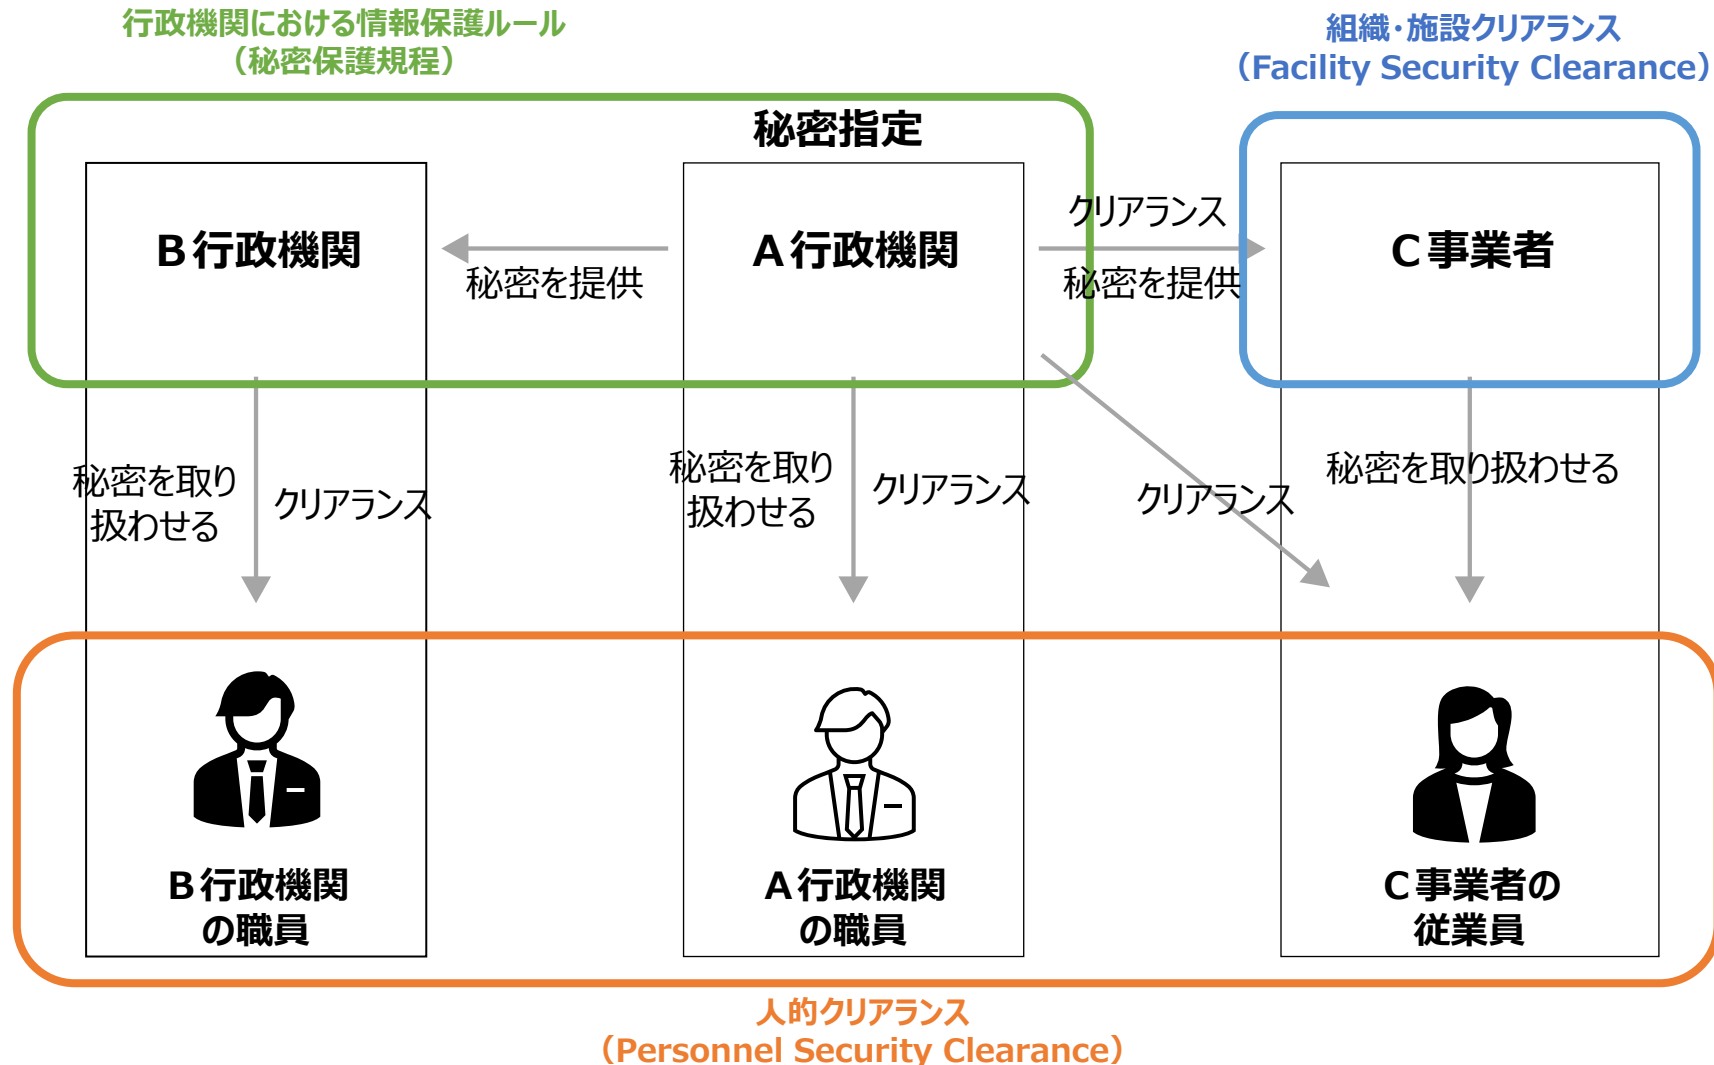 行政機関における情報保護ルール
（秘密保護規程）
組織・施設クリアランス
（Facility Security Clearance）
秘密指定
B行政機関
秘密を提供
A行政機関
クリアランス
秘密を提供
C事業者
秘密を取り
扱わせる
クリアランス
秘密を取り
扱わせる
クリアランス
クリアランス
秘密を取り扱わせる
B行政機関
の職員
A行政機関
の職員
C事業者の
従業員
人的クリアランス
（Personnel Security Clearance）